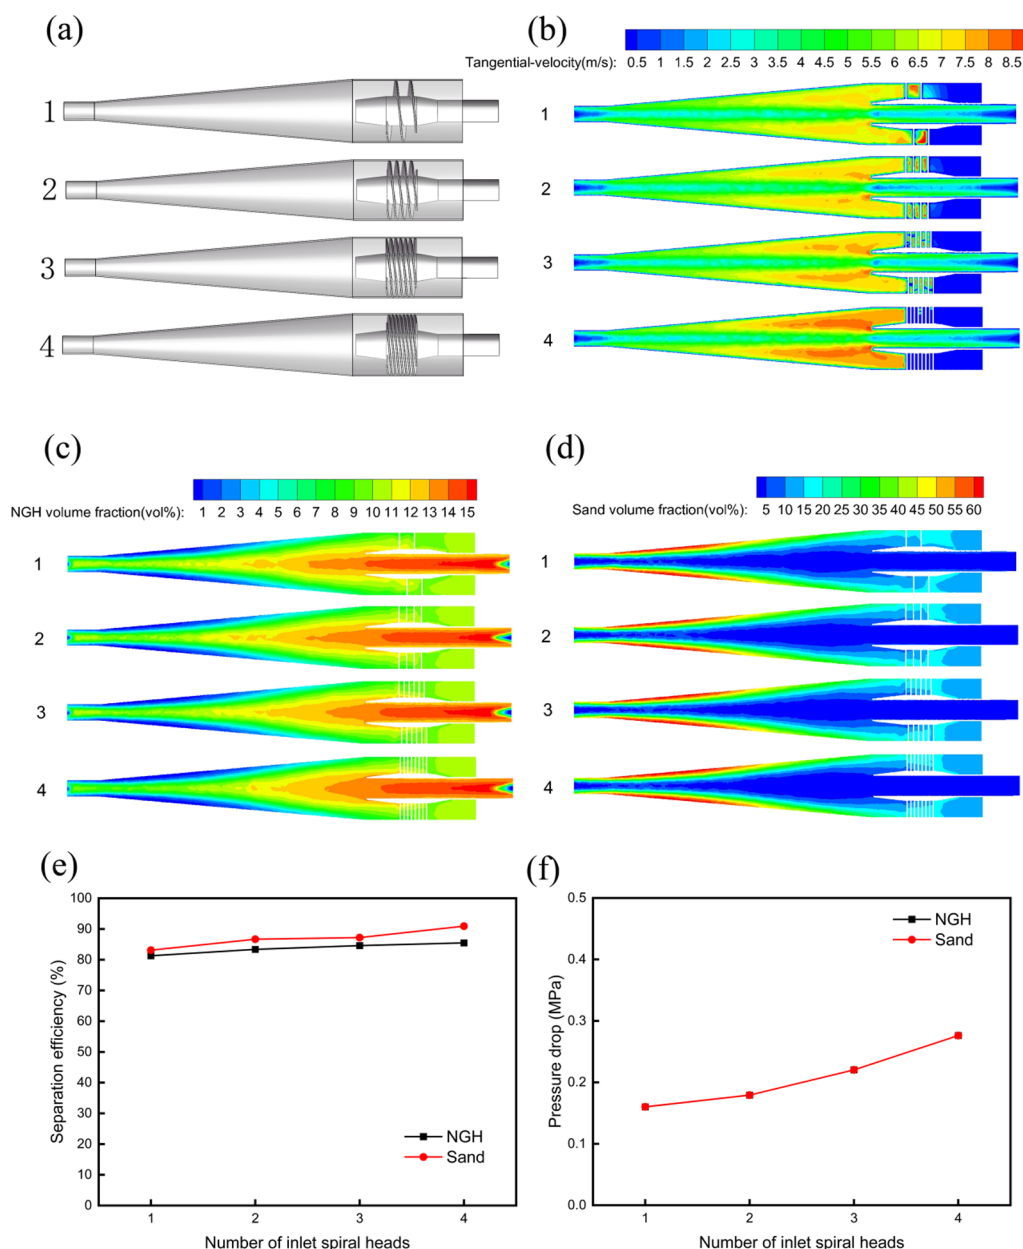 (a)
1
2
3
4
(b)
Tangential-velocity(m/s): 0.5 1 1.5 2 2.5 3 3.5 4 4.5 5 5.5 6 6.5 7 7.5 8 8.5
1
2
3
4
(c)
NGH volume fraction(vol%): 1 2 3 4 5 6 7 8 9 10 11 12 13 14 15
1
2
3
4
(d)
Sand volume fraction(vol%): 5 10 15 20 25 30 35 40 45 50 55 60
1
2
3
4
(e)
Separation efficiency (%)
100
90
80
70
60
50
40
30
20
10
0
NGH
Sand
1 2 3 4
Number of inlet spiral heads
(f)
Pressure drop (MPa)
0.5
0.4
0.3
0.2
0.1
0.0
NGH
Sand
1 2 3 4
Number of inlet spiral heads